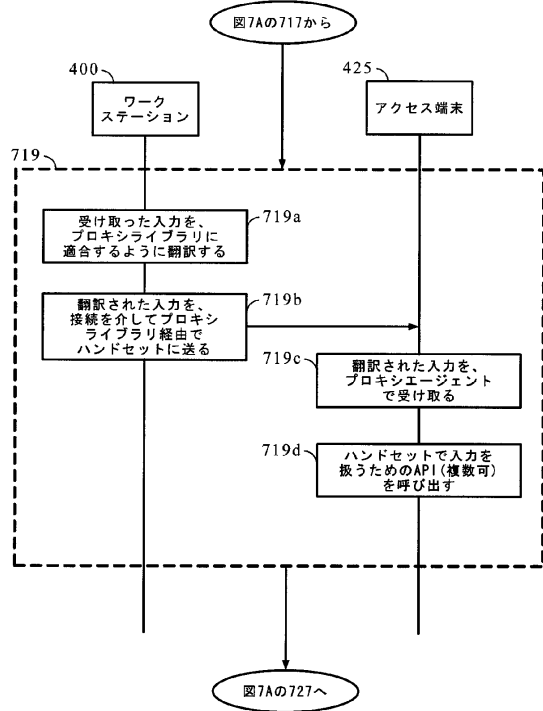 図7Aの717から
400
425
ワーク
ステーション
アクセス端末
719
受け取った入力を、
プロキシライブラリに
適合するように翻訳する
719a
翻訳された入力を、
接続を介してプロキシ
ライブラリ経由で
ハンドセットに送る
719b
719c
翻訳された入力を、
プロキシエージェント
で受け取る
719d
ハンドセットで入力を
扱うためのAPI(複数可)
を呼び出す
図7Aの727へ